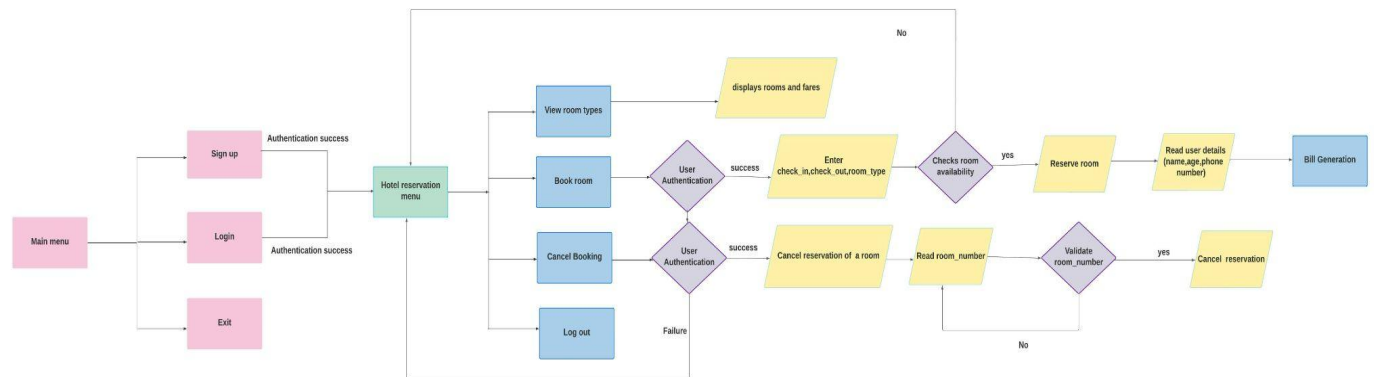 No
displays rooms and fares
View room types
Authentication success
Sign up
User
Authentication
success
Enter
check_in,check_out,room_type
Checks room
availability
yes
Reserve room
Read user details
(name,age,phone
number)
Bill Generation
Hotel reservation
menu
Book room
Main menu
Login
Authentication success
Cancel Booking
User
Authentication
success
Cancel reservation of a room
Read room_number
Validate
room_number
yes
Cancel reservation
Exit
Log out
Failure
No